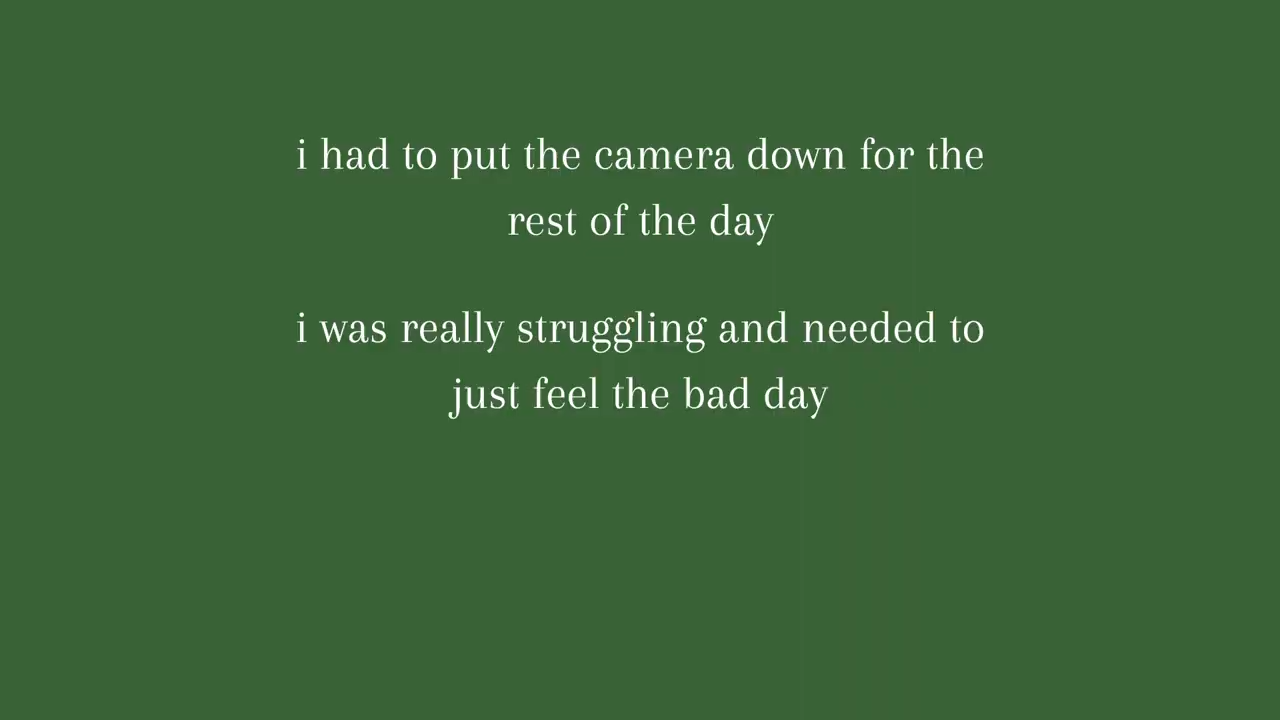 i had to put the camera down for the
rest of the day
i was really struggling and needed to
just feel the bad day